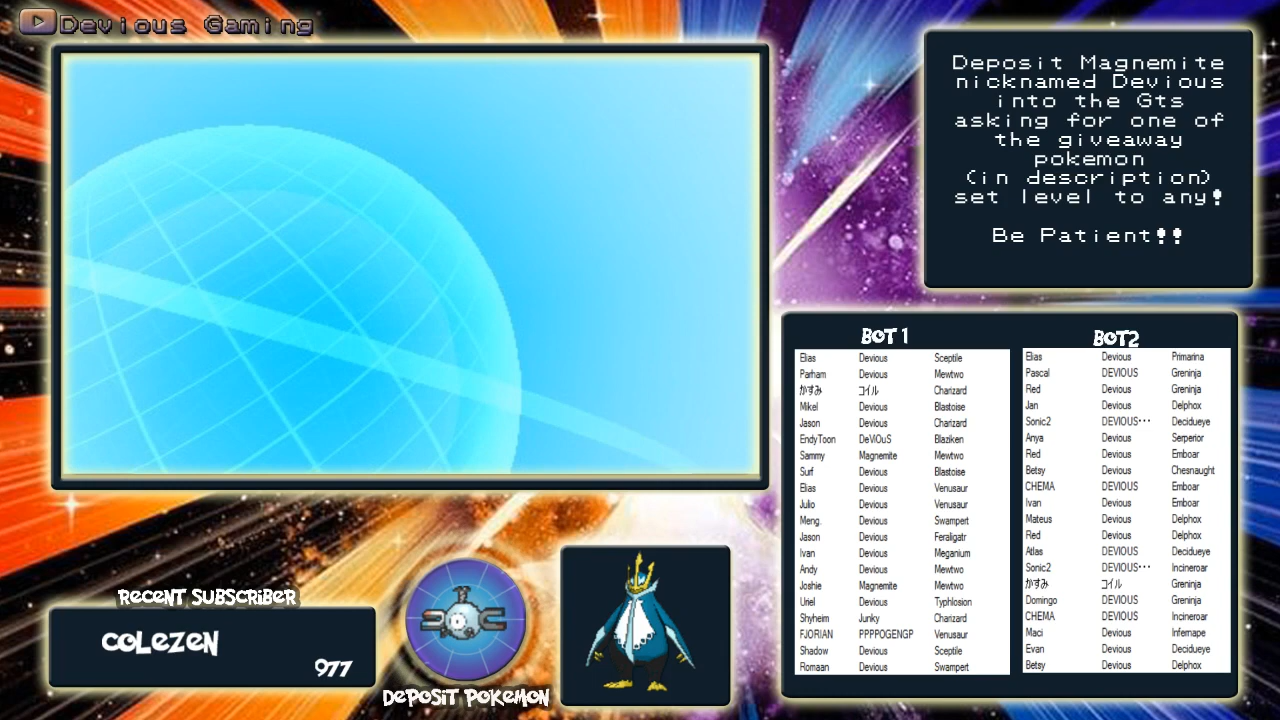 Devious Gaming
Deposit Magnemite
nicknamed Devious
into the Gts
asking for one of
the giveaway
pokemon
(in description)
set level to any!
Be Patient!!
BOT 1
Elias Devious Sceptile
Parham Devious Mewtwo
かすみ コイル Charizard
Mikel Devious Blastoise
Jason Devious Charizard
EndyToon DeVIOuS Blaziken
Sammy Magnemite Mewtwo
Surf Devious Blastoise
Elias Devious Venusaur
Julio Devious Venusaur
Meng. Devious Swampert
Jason Devious Feraligatr
Ivan Devious Meganium
Andy Devious Mewtwo
Joshie Magnemite Mewtwo
Uriel Devious Typhlosion
Shyheim Junky Charizard
FJORIAN PPPPOGENGP Venusaur
Shadow Devious Sceptile
Romaan Devious Swampert
BOT2
Elias Devious Primarina
Pascal DEVIOUS Greninja
Red Devious Greninja
Jan Devious Delphox
Sonic2 DEVIOUS••• Decidueye
Anya Devious Serperior
Red Devious Emboar
Betsy Devious Chesnaught
CHEMA DEVIOUS Emboar
Ivan Devious Emboar
Mateus Devious Delphox
Red Devious Delphox
Atlas DEVIOUS Decidueye
Sonic2 DEVIOUS••• Incineroar
かすみ コイル Greninja
Domingo DEVIOUS Greninja
CHEMA DEVIOUS Incineroar
Maci Devious Infernape
Evan Devious Decidueye
Betsy Devious Delphox
RECENT SUBSCRIBER
COLEZEN
977
DEPOSIT POKEMON